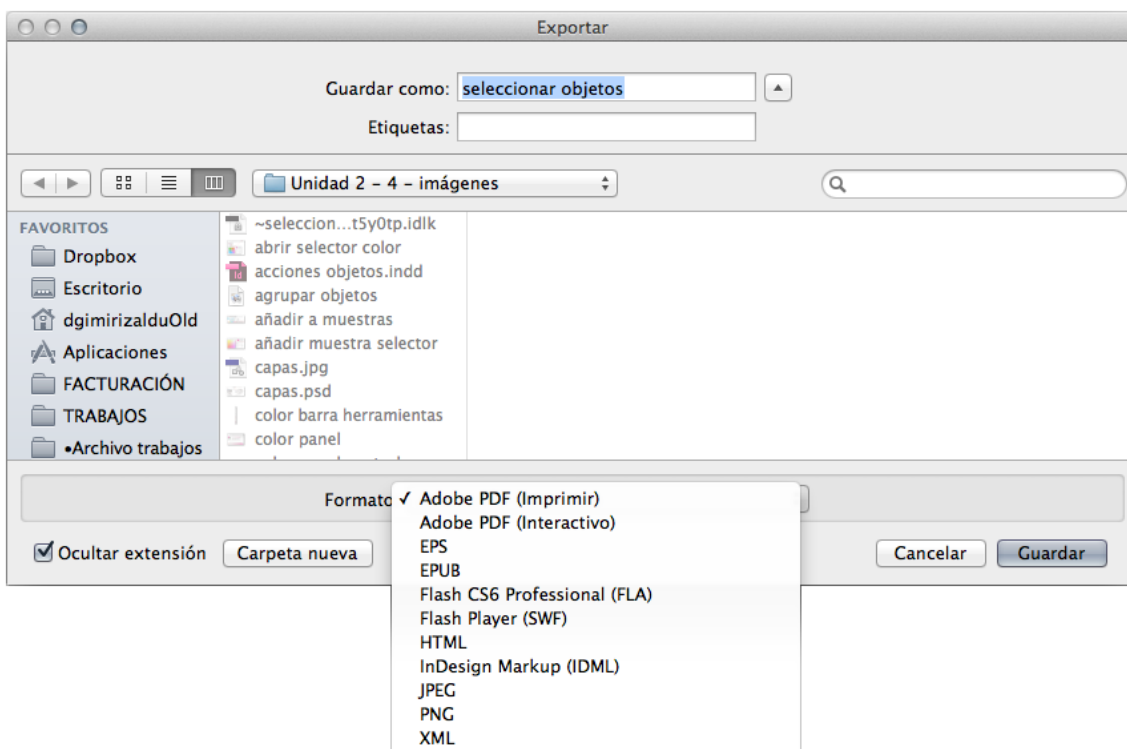 Exportar
Guardar como: seleccionar objetos
Etiquetas:
Unidad 2 - 4 - imágenes
FAVORITOS
Dropbox
Escritorio
dgimirizalduOld
Aplicaciones
FACTURACIÓN
TRABAJOS
•Archivo trabajos
~seleccion...t5y0tp.idlk
abrir selector color
acciones objetos.indd
agrupar objetos
añadir a muestras
añadir muestra selector
capas.jpg
capas.psd
color barra herramientas
color panel
Formato
✓ Adobe PDF (Imprimir)
Adobe PDF (Interactivo)
EPS
EPUB
Flash CS6 Professional (FLA)
Flash Player (SWF)
HTML
InDesign Markup (IDML)
JPEG
PNG
XML
Ocultar extensión
Carpeta nueva
Cancelar
Guardar